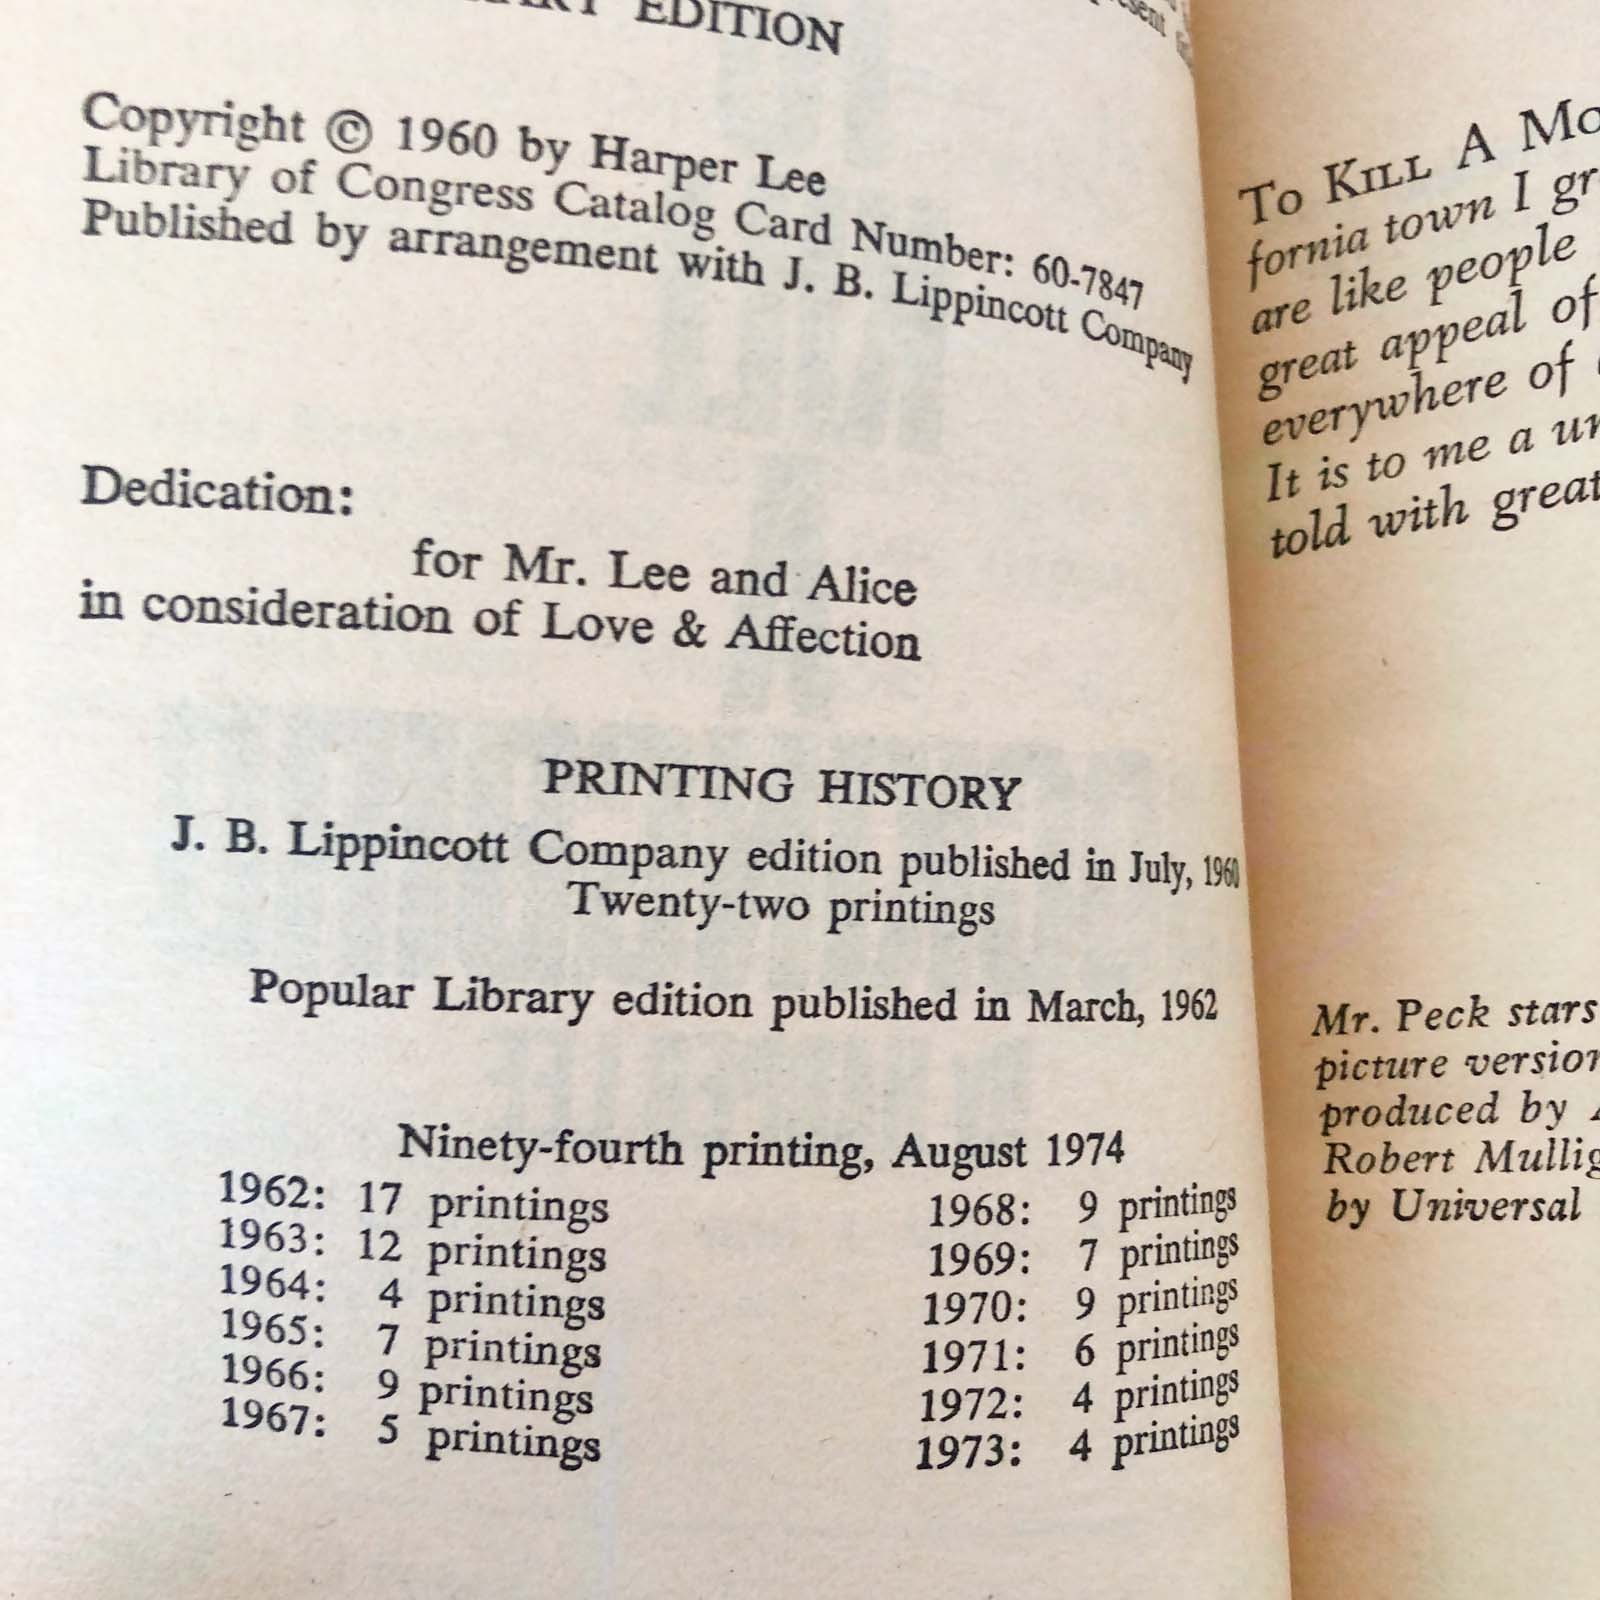 EDITION
Copyright © 1960 by Harper Lee
Library of Congress Catalog Card Number: 60-7847
Published by arrangement with J. B. Lippincott Company
Dedication:
for Mr. Lee and Alice
in consideration of Love & Affection
PRINTING HISTORY
J. B. Lippincott Company edition published in July, 1960
Twenty-two printings
Popular Library edition published in March, 1962
Ninety-fourth printing, August 1974
1962: 17 printings
1963: 12 printings
1964: 4 printings
1965: 7 printings
1966: 9 printings
1967: 5 printings
1968: 9 printings
1969: 7 printings
1970: 9 printings
1971: 6 printings
1972: 4 printings
1973: 4 printings
To Kill A Mo
fornia town I gr
are like people
great appeal of
everywhere of
It is to me a un
told with great
Mr. Peck stars
picture version
produced by
Robert Mullig
by Universal